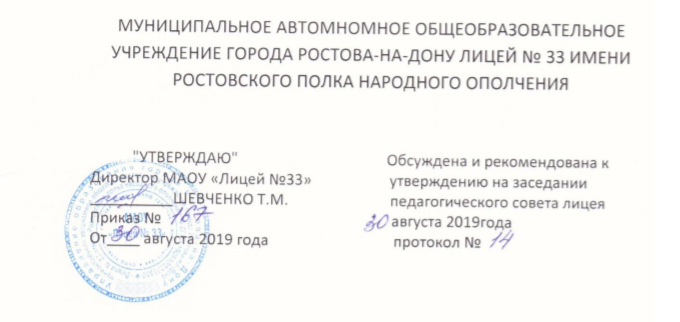 МУНИЦИПАЛЬНОЕ АВТОМНОМНОЕ ОБЩЕОБРАЗОВАТЕЛЬНОЕ
УЧРЕЖДЕНИЕ ГОРОДА РОСТОВА-НА-ДОНУ ЛИЦЕЙ № 33 ИМЕНИ
РОСТОВСКОГО ПОЛКА НАРОДНОГО ОПОЛЧЕНИЯ
"УТВЕРЖДАЮ"
Директор МАОУ «Лицей №33»
ШЕВЧЕНКО Т.М.
Приказ № 167
От 30 августа 2019 года
Обсуждена и рекомендована к
утверждению на заседании
педагогического совета лицея
30 августа 2019года
протокол № 14